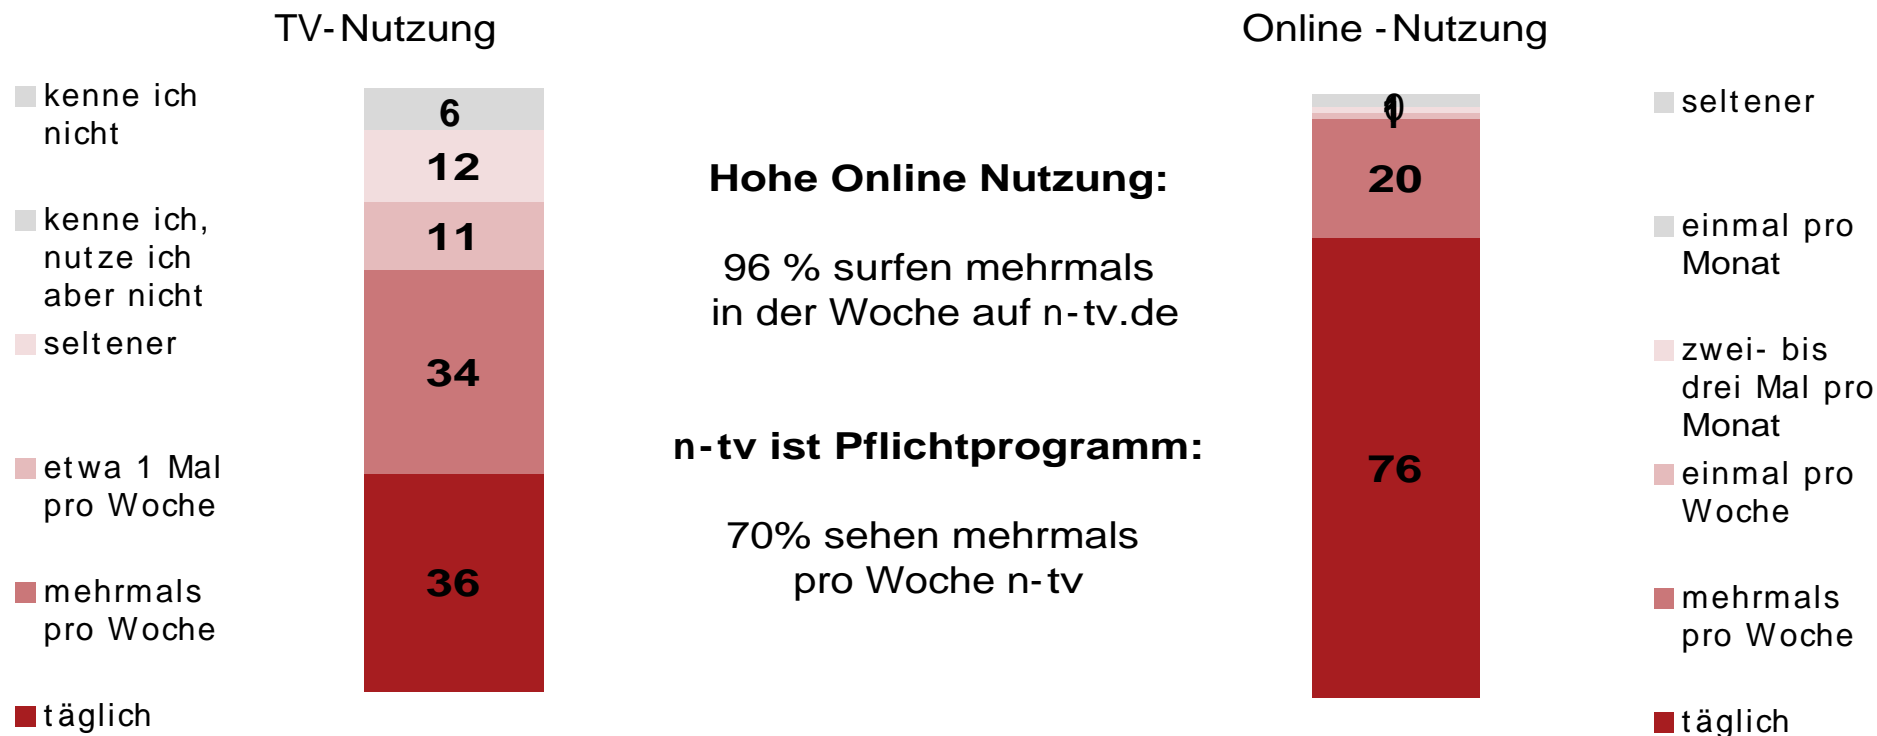 TV-Nutzung
Online -Nutzung
kenne ich
nicht
kenne ich,
nutze ich
aber nicht
seltener
etwa 1 Mal
pro Woche
mehrmals
pro Woche
täglich
6
12
11
34
36
Hohe Online Nutzung:
96 % surfen mehrmals
in der Woche auf n-tv.de
n-tv ist Pflichtprogramm:
70% sehen mehrmals
pro Woche n-tv
20
76
seltener
einmal pro
Monat
zwei- bis
drei Mal pro
Monat
einmal pro
Woche
mehrmals
pro Woche
täglich